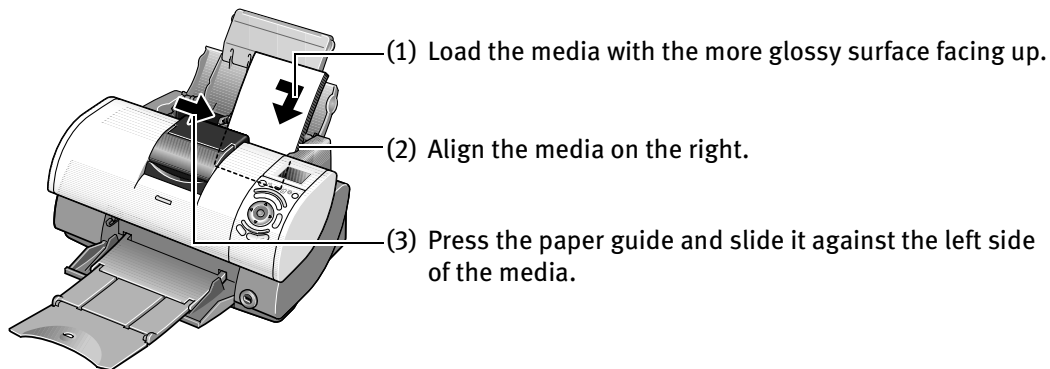 (1) Load the media with the more glossy surface facing up.
(2) Align the media on the right.
(3) Press the paper guide and slide it against the left side
of the media.